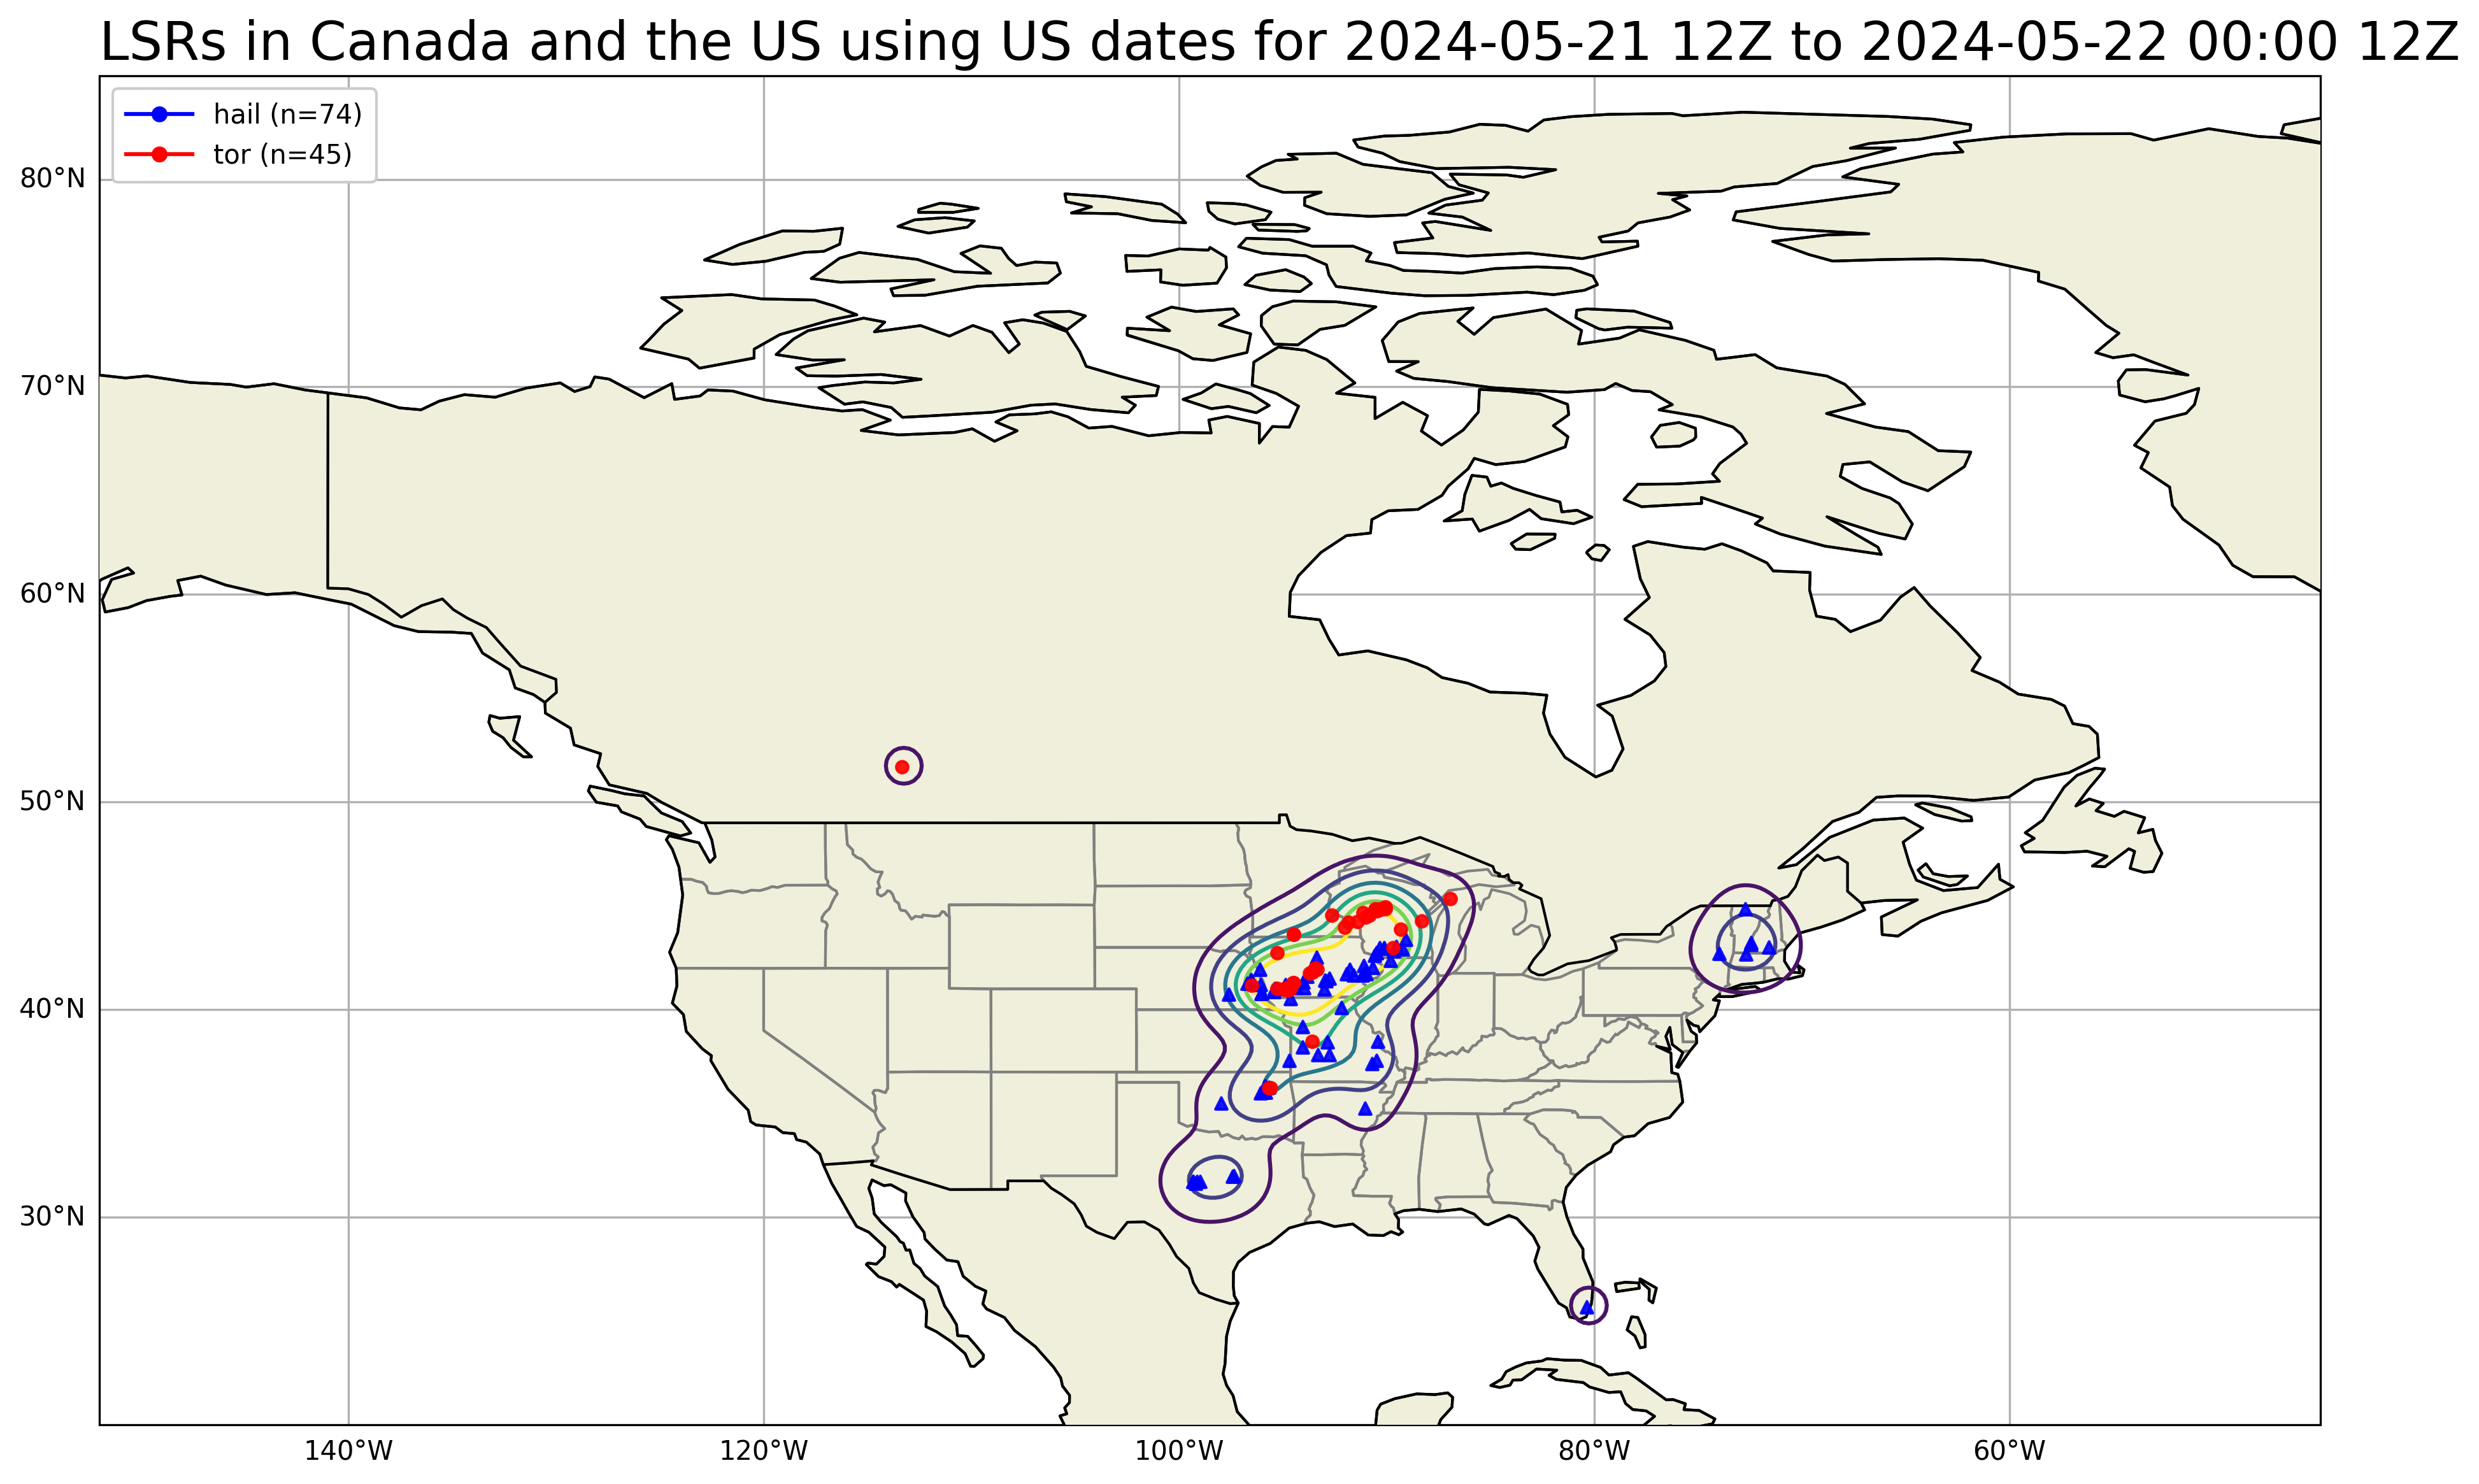 LSRs in Canada and the US using US dates for 2024-05-21 12Z to 2024-05-22 00:00 12Z
hail (n=74)
tor (n=45)
80°N
70°N
60°N
50°N
40°N
30°N
140°W 120°W 100°W 80°W 60°W